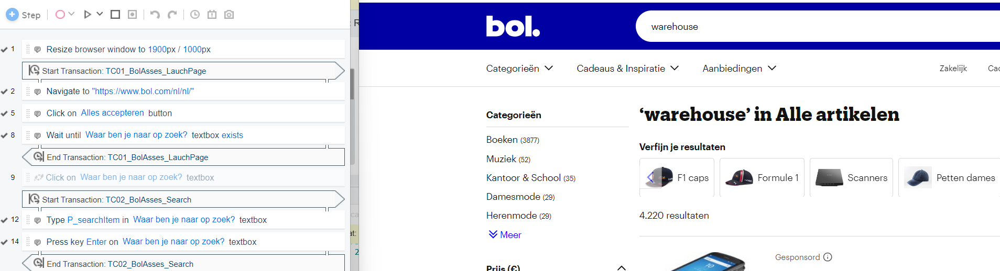 Step
1 Resize browser window to 1900px / 1000px
Start Transaction: TC01_BolAsses_LauchPage
2 Navigate to "https://www.bol.com/nl/nl/"
5 Click on Alles accepteren button
8 Wait until Waar ben je naar op zoek? textbox exists
End Transaction: TC01_BolAsses_LauchPage
9 Click on Waar ben je naar op zoek? textbox
Start Transaction: TC02_BolAsses_Search
12 Type P_searchItem in Waar ben je naar op zoek? textbox
14 Press key Enter on Waar ben je naar op zoek? textbox
End Transaction: TC02_BolAsses_Search
bol.
warehouse
Categorieën
Cadeaus & Inspiratie
Aanbiedingen
Zakelijk
Categorieën
Boeken (3877)
Muziek (52)
Kantoor & School (35)
Damesmode (29)
Herenmode (29)
Meer
Prijs (€)
‘warehouse’ in Alle artikelen
Verfijn je resultaten
F1 caps
Formule 1
Scanners
Petten dames
4.220 resultaten
Gesponsord